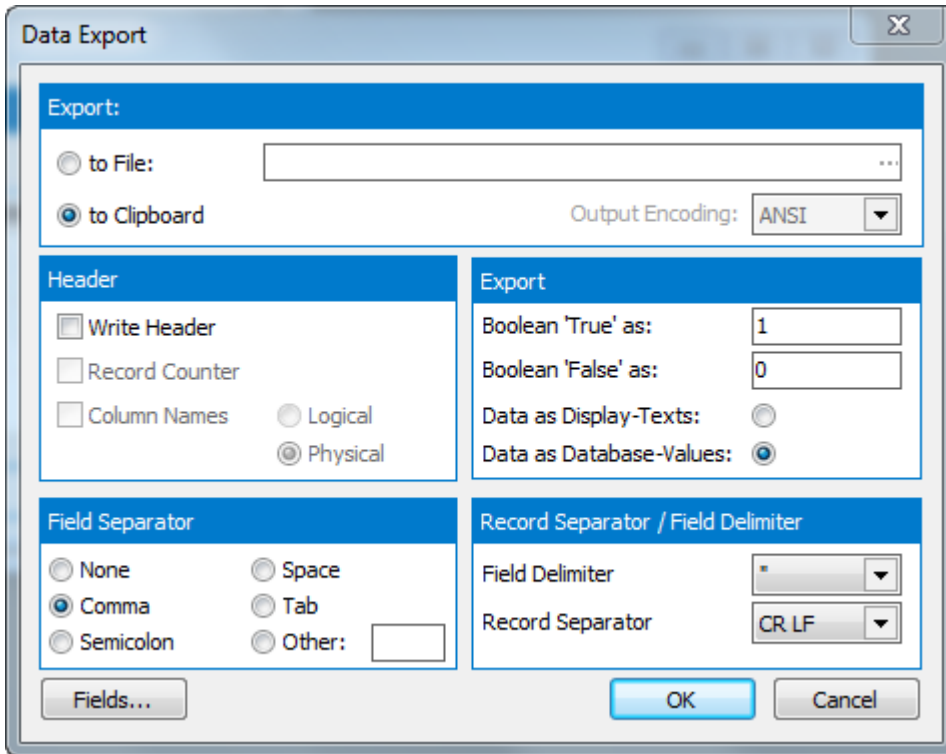 Data Export
Export:
to File:
...
to Clipboard
Output Encoding: ANSI
Header
Write Header
Record Counter
Column Names
Logical
Physical
Export
Boolean 'True' as: 1
Boolean 'False' as: 0
Data as Display-Texts:
Data as Database-Values:
Field Separator
None
Space
Comma
Tab
Semicolon
Other:
Record Separator / Field Delimiter
Field Delimiter "
Record Separator CR LF
Fields...
OK
Cancel